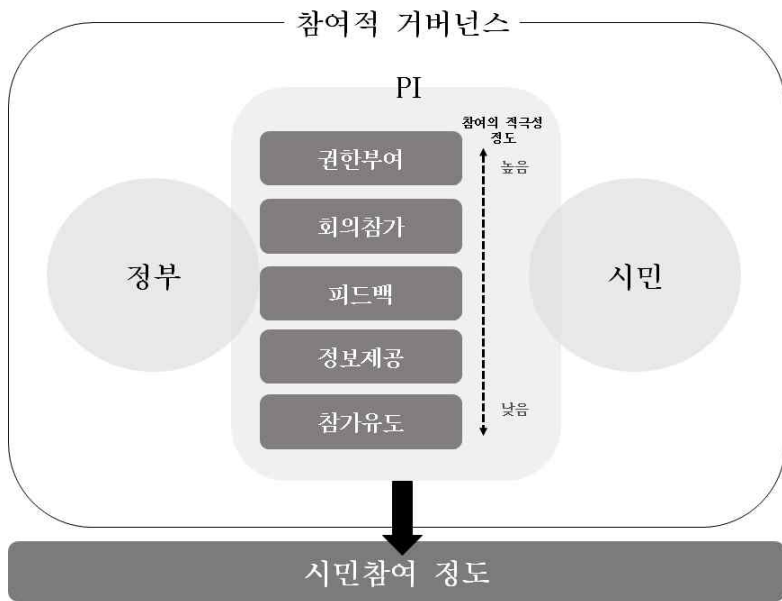 참여적 거버넌스
PI
참여의 적극성
정도
높음
권한부여
회의참가
피드백
정보제공
참가유도
낮음
정부
시민
시민참여 정도